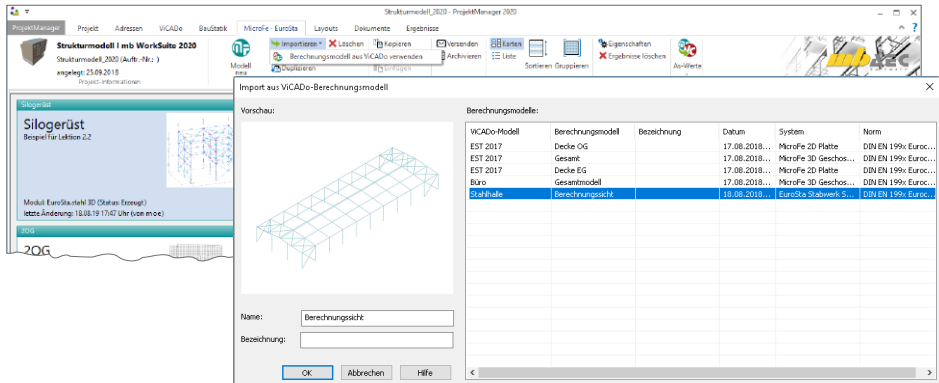 Strukturmodell_2020 - ProjektManager 2020
ProjektManager Projekt Adressen ViCADo BauStatik MicroFe - EuroSta Layouts Dokumente Ergebnisse
Strukturmodell I mb WorkSuite 2020
Strukturmodell_2020 (Auftr.-Nr.: )
angelegt: 25.09.2018
Projekt-Informationen
Modell neu
Importieren Löschen Kopieren Versenden Karten Eigenschaften
Berechnungsmodell aus ViCADo verwenden Archivieren Liste Ergebnisse löschen
Duplizieren Einfügen Sortieren Gruppieren As-Werte
mb AEC
Silogerüst
Silogerüst
Beispiel für Lektion 2.2
Modul: EuroSta.stahl 3D (Status: Erzeugt)
letzte Änderung: 18.08.19 17:47 Uhr (von moe)
2OG
2OG
Import aus ViCADo-Berechnungsmodell
Vorschau:
Berechnungsmodelle:
ViCADo-Modell Berechnungsmodell Bezeichnung Datum System Norm
EST 2017 Decke OG 17.08.2018... MicroFe 2D Platte DIN EN 199x Euroc...
EST 2017 Gesamt 17.08.2018... MicroFe 3D Geschos... DIN EN 199x Euroc...
EST 2017 Decke EG 17.08.2018... MicroFe 2D Platte DIN EN 199x Euroc...
Büro Gesamtmodell 17.08.2018... MicroFe 3D Geschos... DIN EN 199x Euroc...
Stahlhalle Berechnungssicht 18.08.2018... EuroSta Stabwerk S... DIN EN 199x Euroc...
Name: Berechnungssicht
Bezeichnung:
OK Abbrechen Hilfe